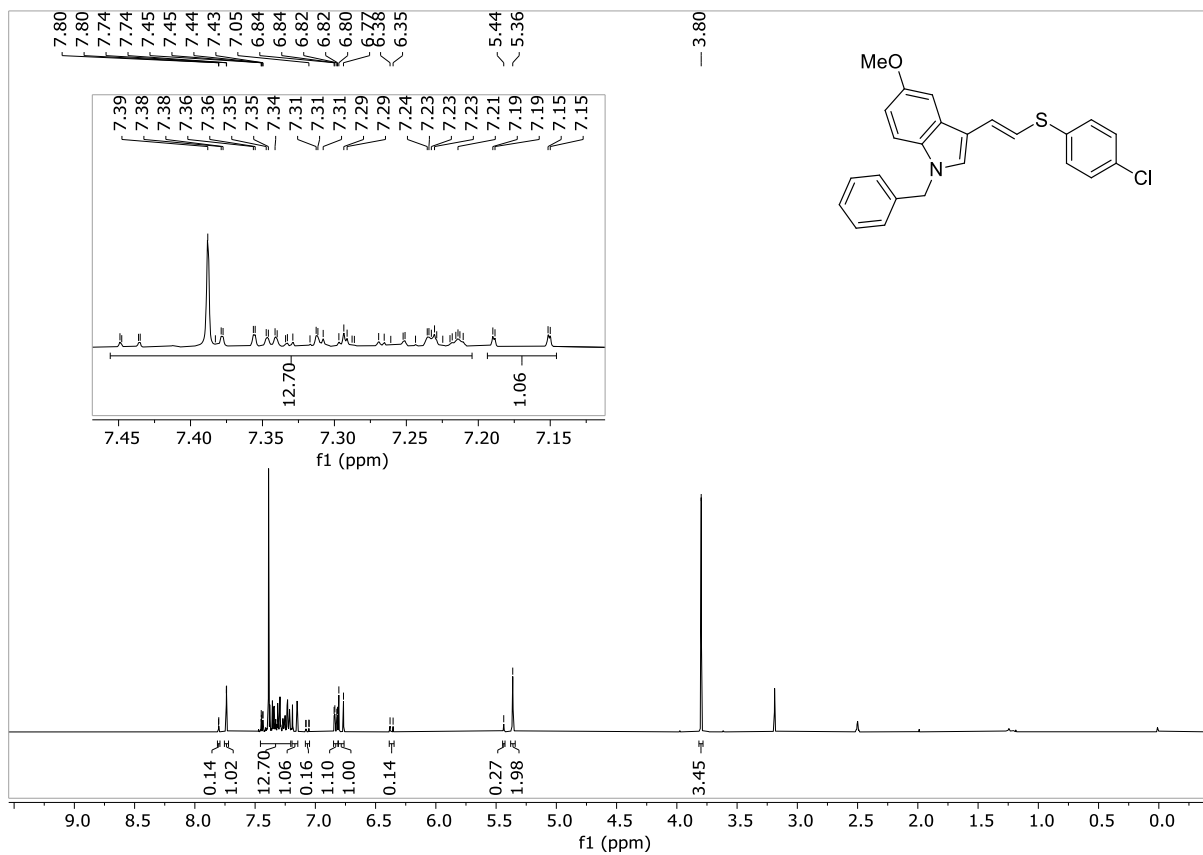 7.80 7.80 7.74 7.74 7.45 7.45 7.44 7.43 7.05 6.84 6.84 6.82 6.82 6.80 6.77 6.38 6.35 5.44 5.36 3.80
7.39 7.38 7.38 7.36 7.36 7.35 7.35 7.34 7.31 7.31 7.31 7.29 7.29 7.24 7.23 7.23 7.23 7.21 7.19 7.19 7.15 7.15
MeO
S
Cl
N
12.70 1.06
7.45 7.40 7.35 7.30 7.25 7.20 7.15
f1 (ppm)
0.14 1.02 12.70 1.06 0.16 1.10 1.00 0.14 0.27 1.98 3.45
9.0 8.5 8.0 7.5 7.0 6.5 6.0 5.5 5.0 4.5 4.0 3.5 3.0 2.5 2.0 1.5 1.0 0.5 0.0
f1 (ppm)